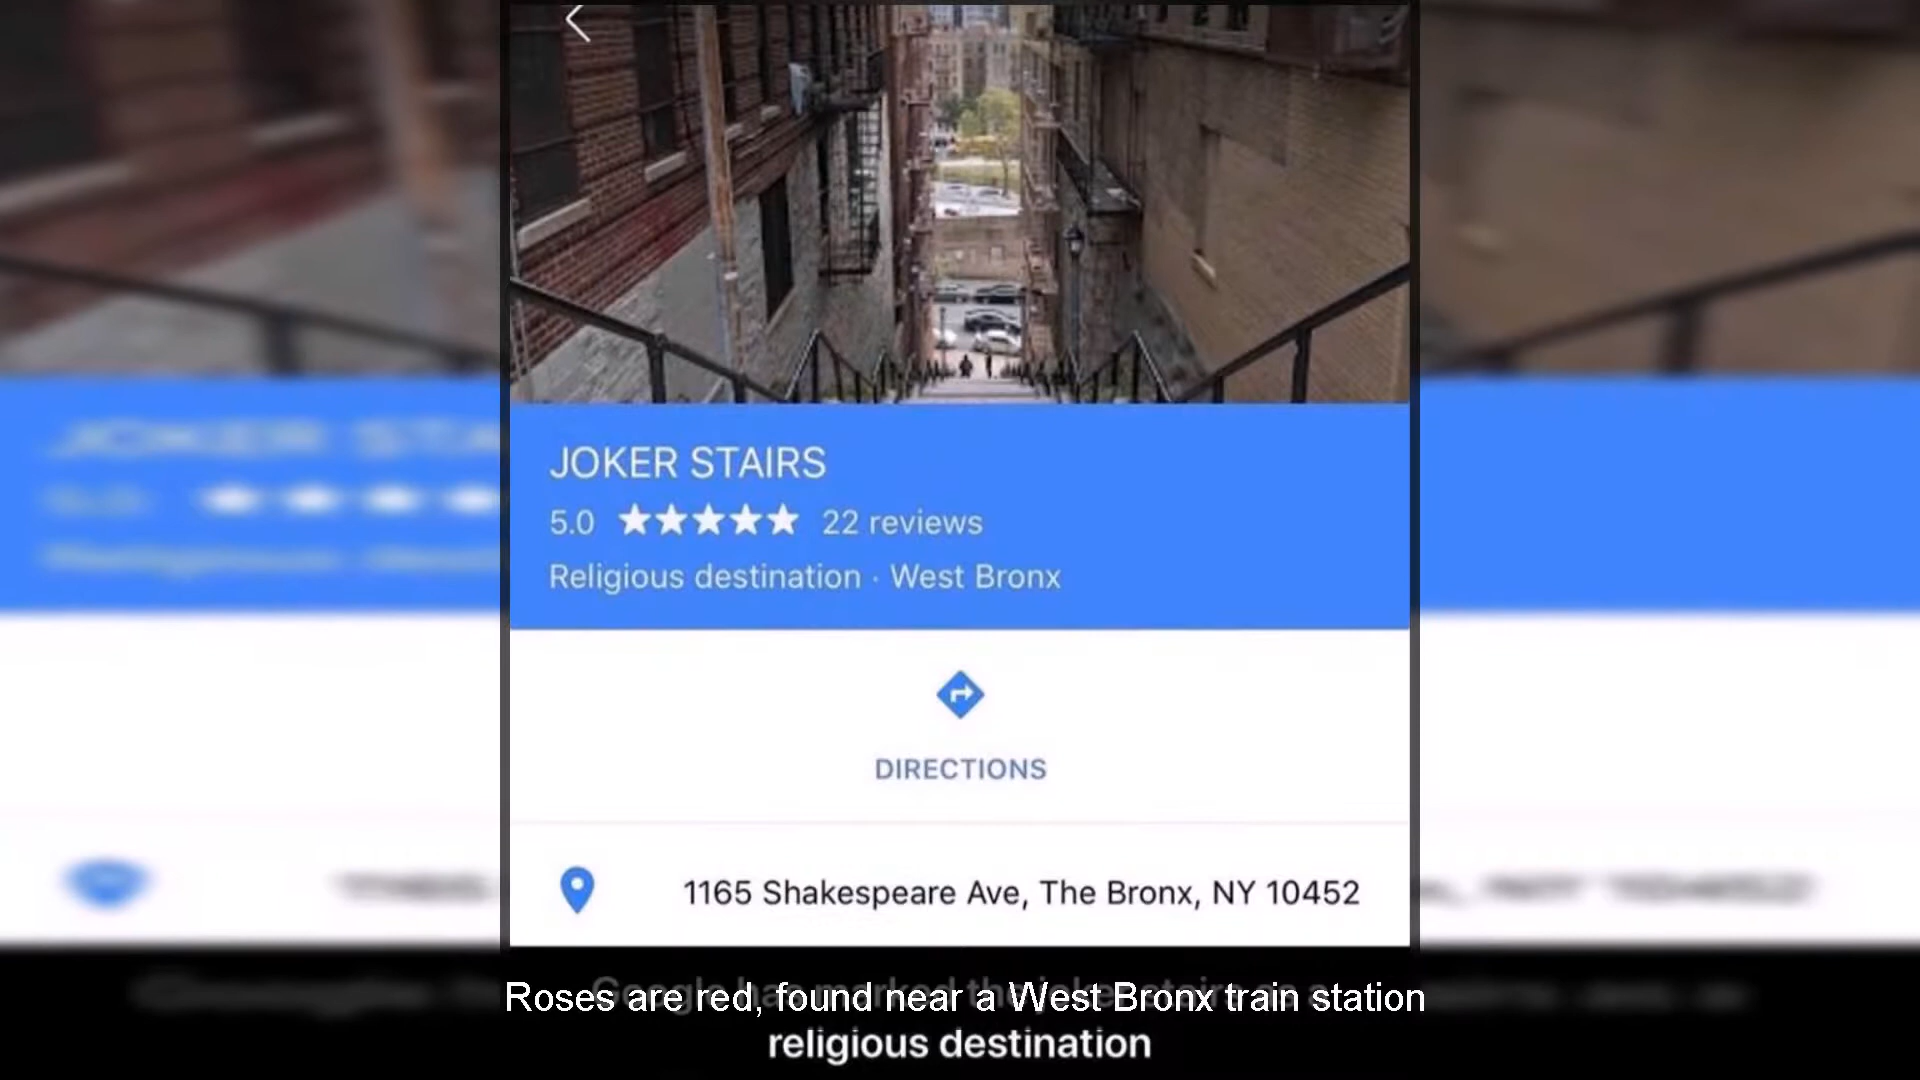 JOKER STAIRS
5.0 22 reviews
Religious destination · West Bronx
DIRECTIONS
1165 Shakespeare Ave, The Bronx, NY 10452
Roses are red, found near a West Bronx train station
religious destination